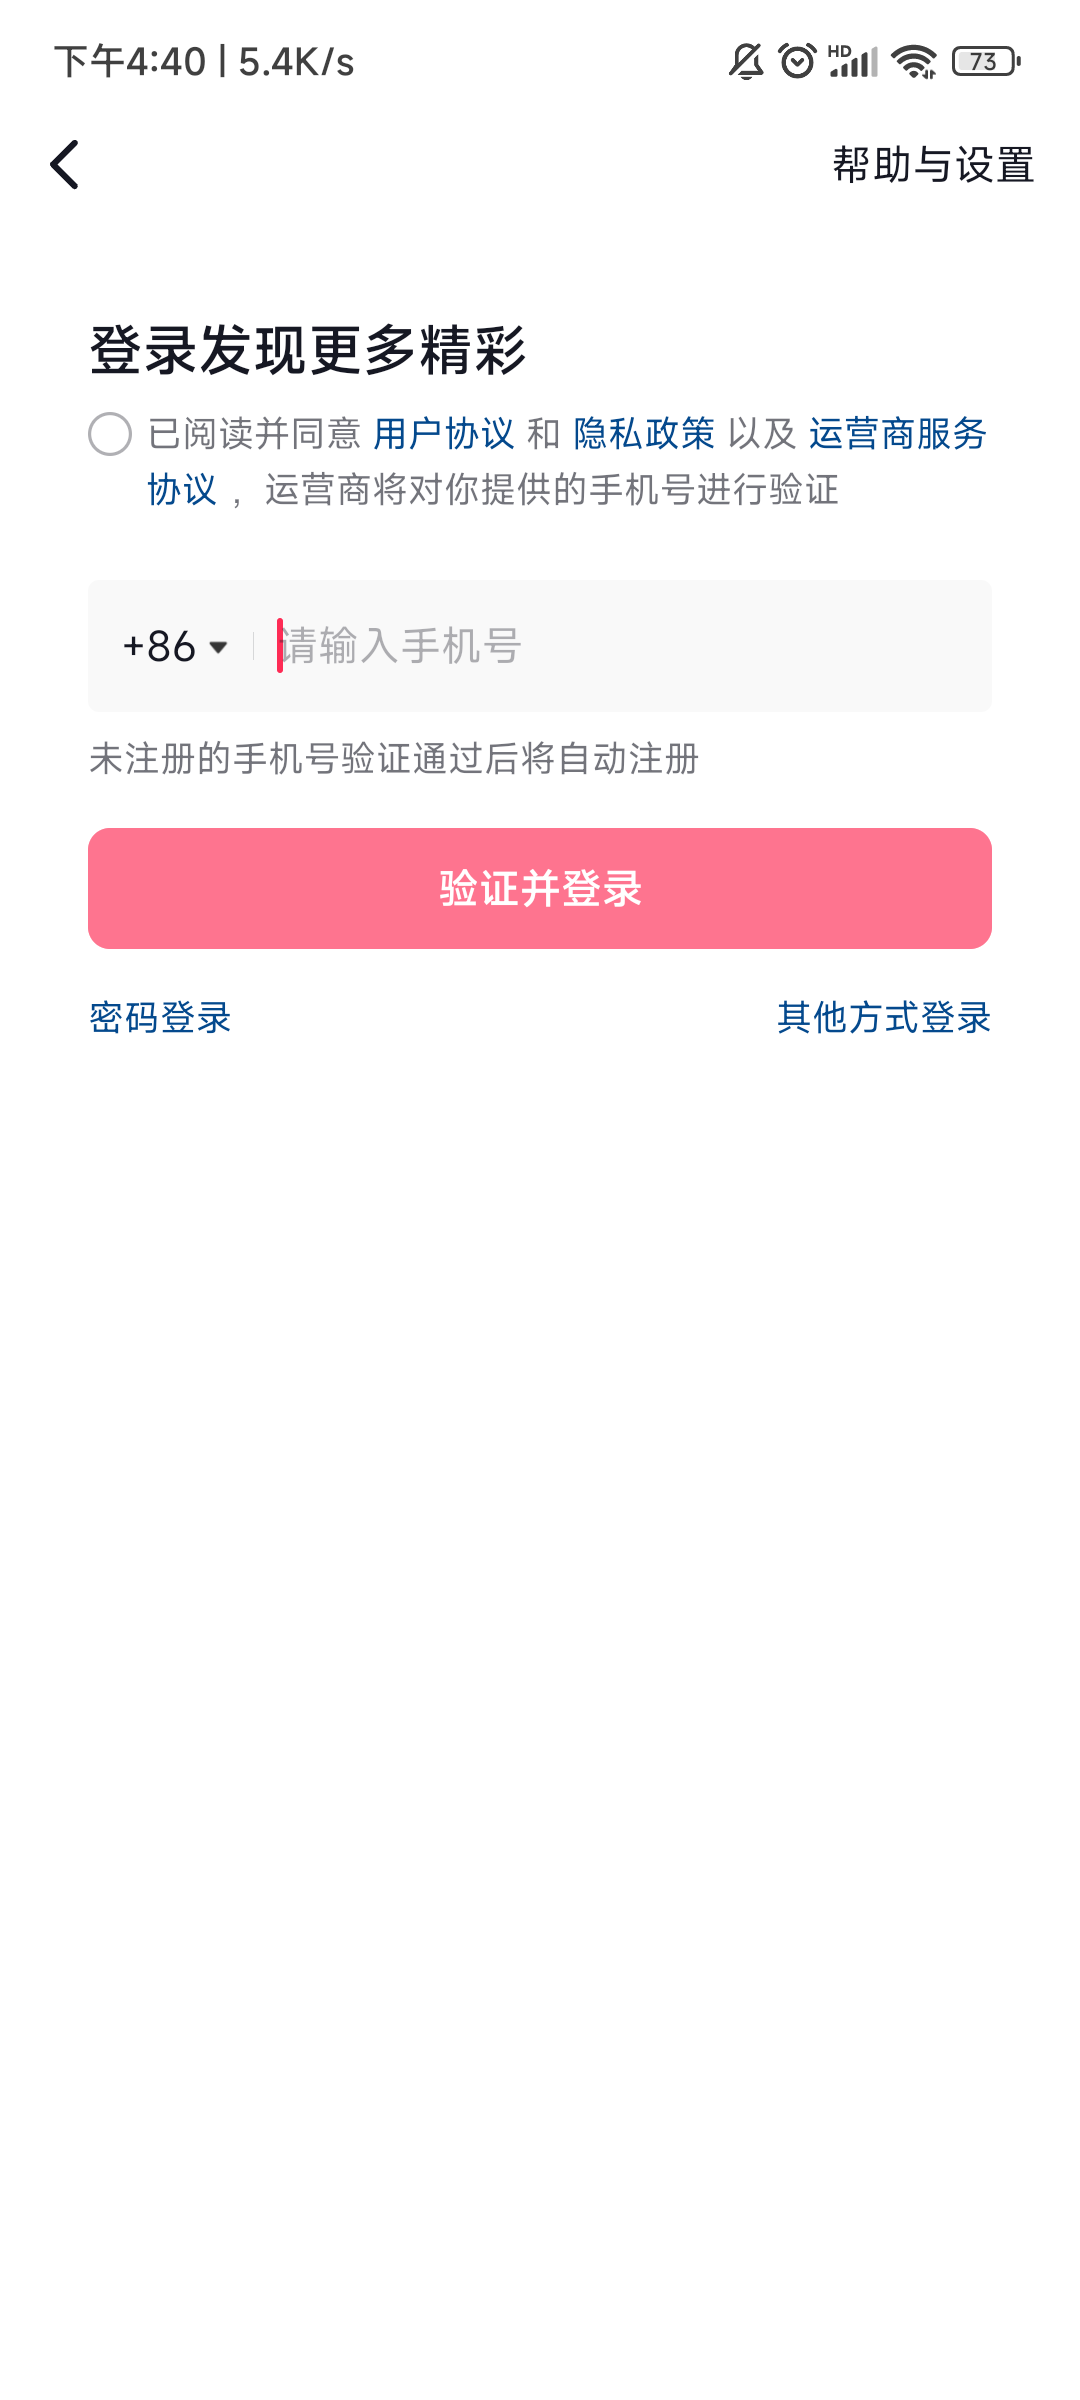 下午4:40 | 5.4K/s HD 73
帮助与设置
登录发现更多精彩
已阅读并同意 用户协议 和 隐私政策 以及 运营商服务
协议 ，运营商将对你提供的手机号进行验证
+86 请输入手机号
未注册的手机号验证通过后将自动注册
验证并登录
密码登录 其他方式登录